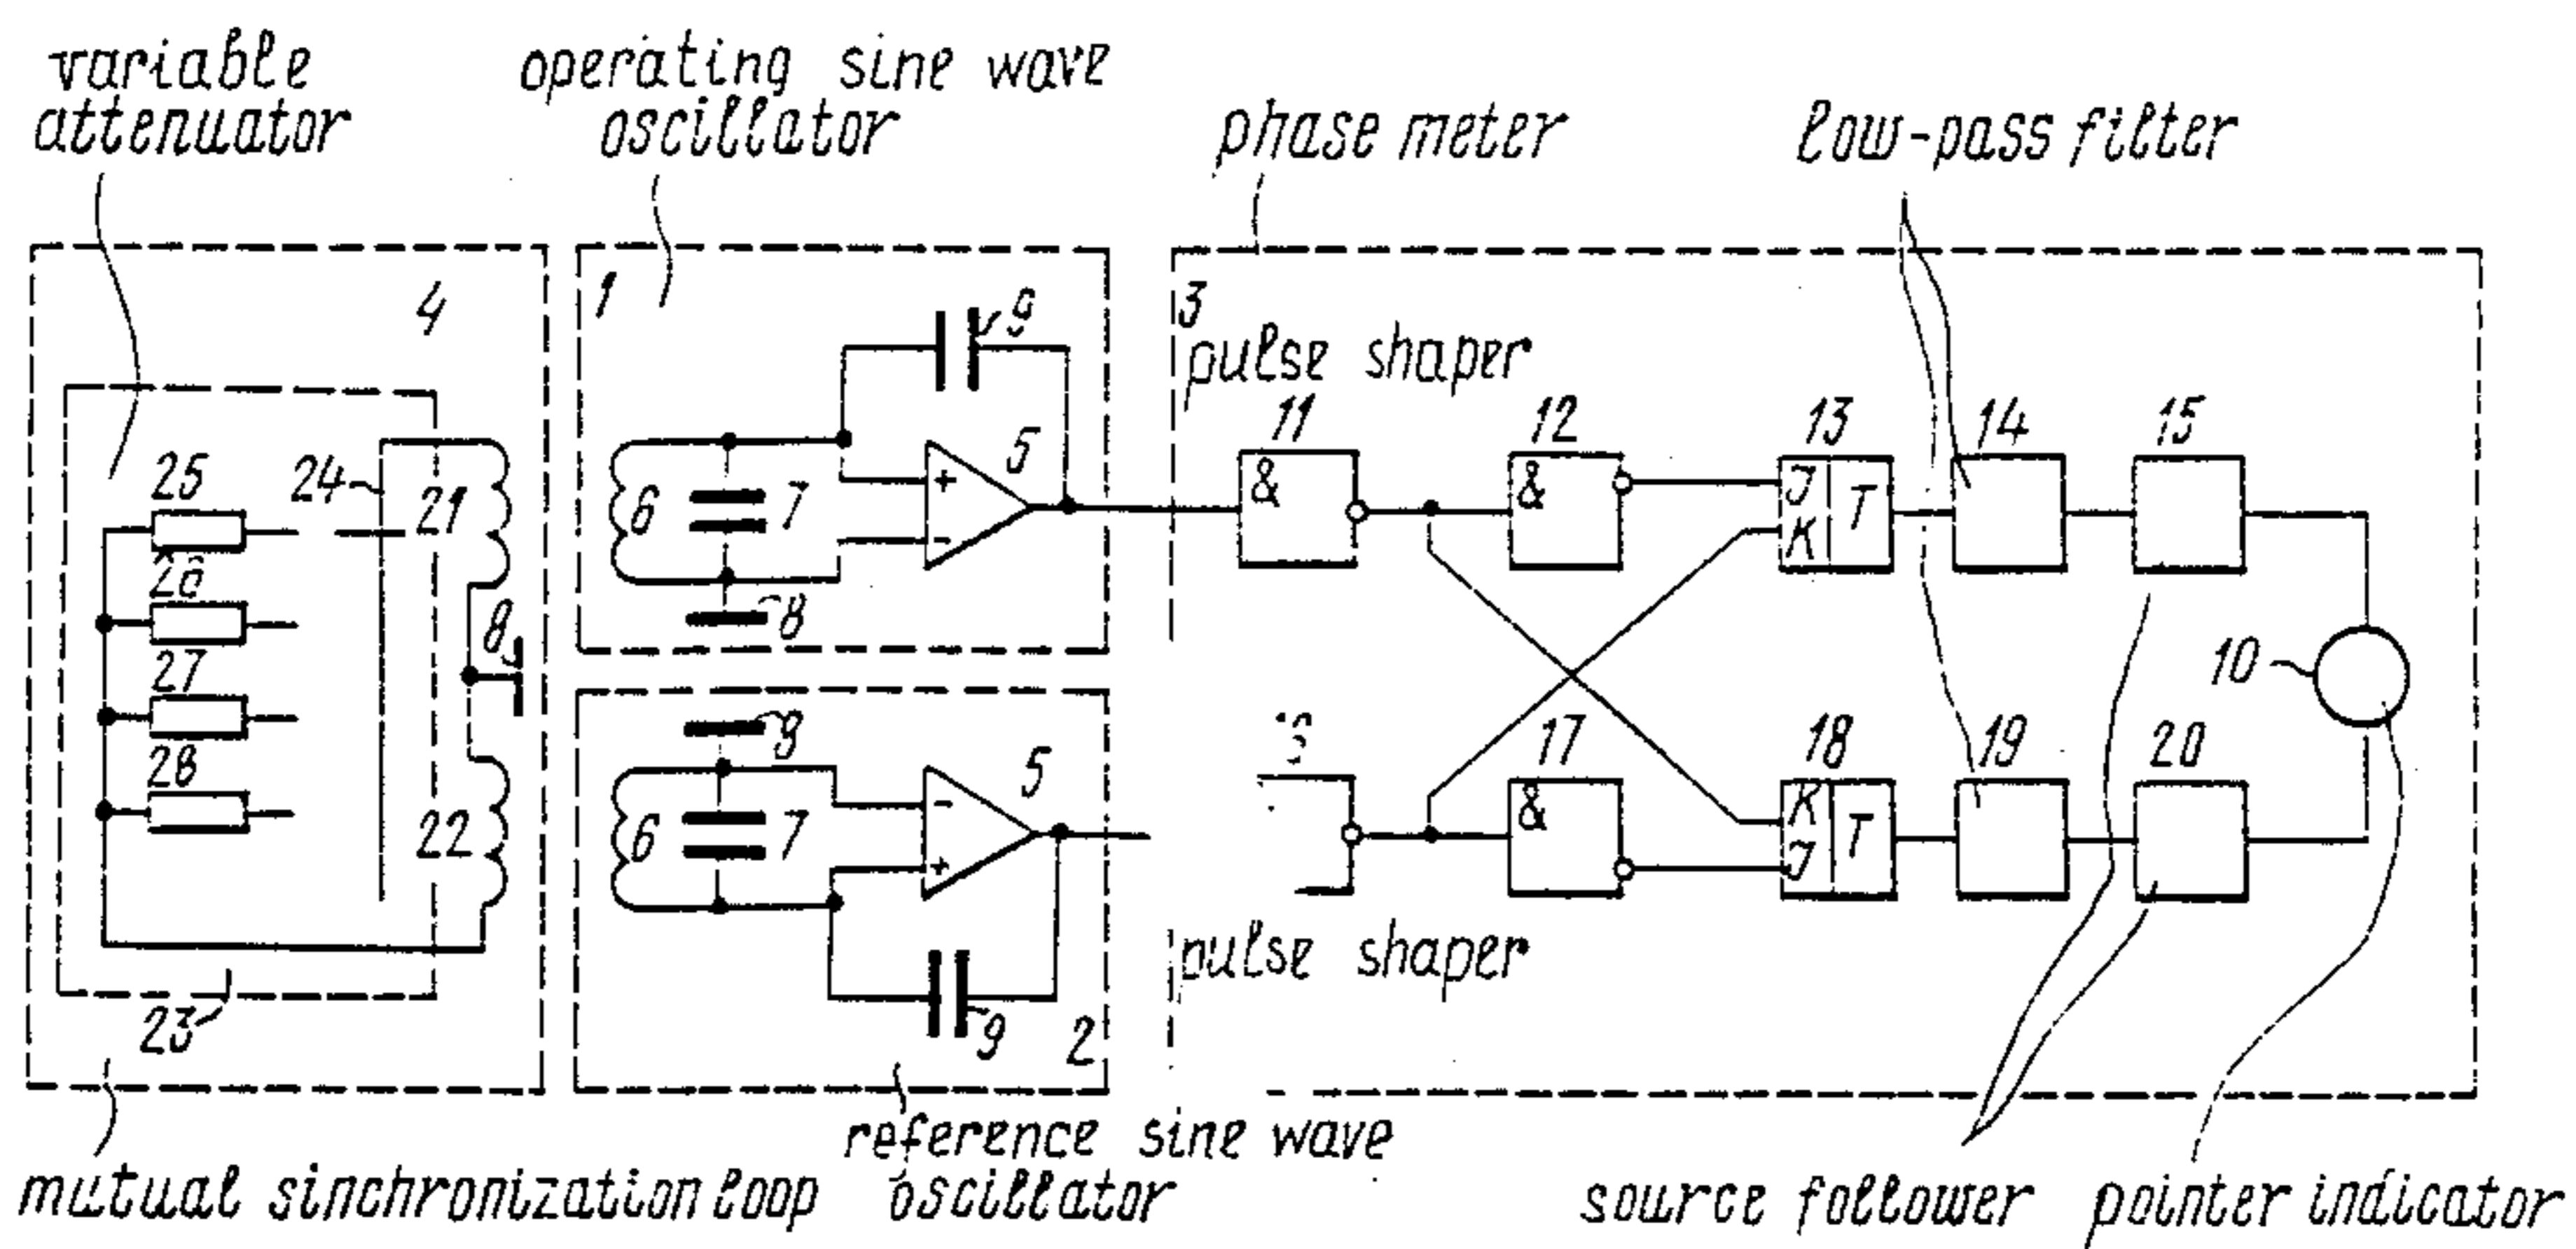 variable
attenuator
operating sine wave
oscillator
phase meter
low-pass filter
4
1
9
3
pulse shaper
25
24
21
6
7
5
+
-
8
11
&
12
&
13
J
K
T
14
15
27
8
10
28
22
6
7
5
-
+
17
&
18
K
J
T
19
20
23
9
2
pulse shaper
reference sine wave
oscillator
mutual sinchronization loop
source follower
pointer indicator